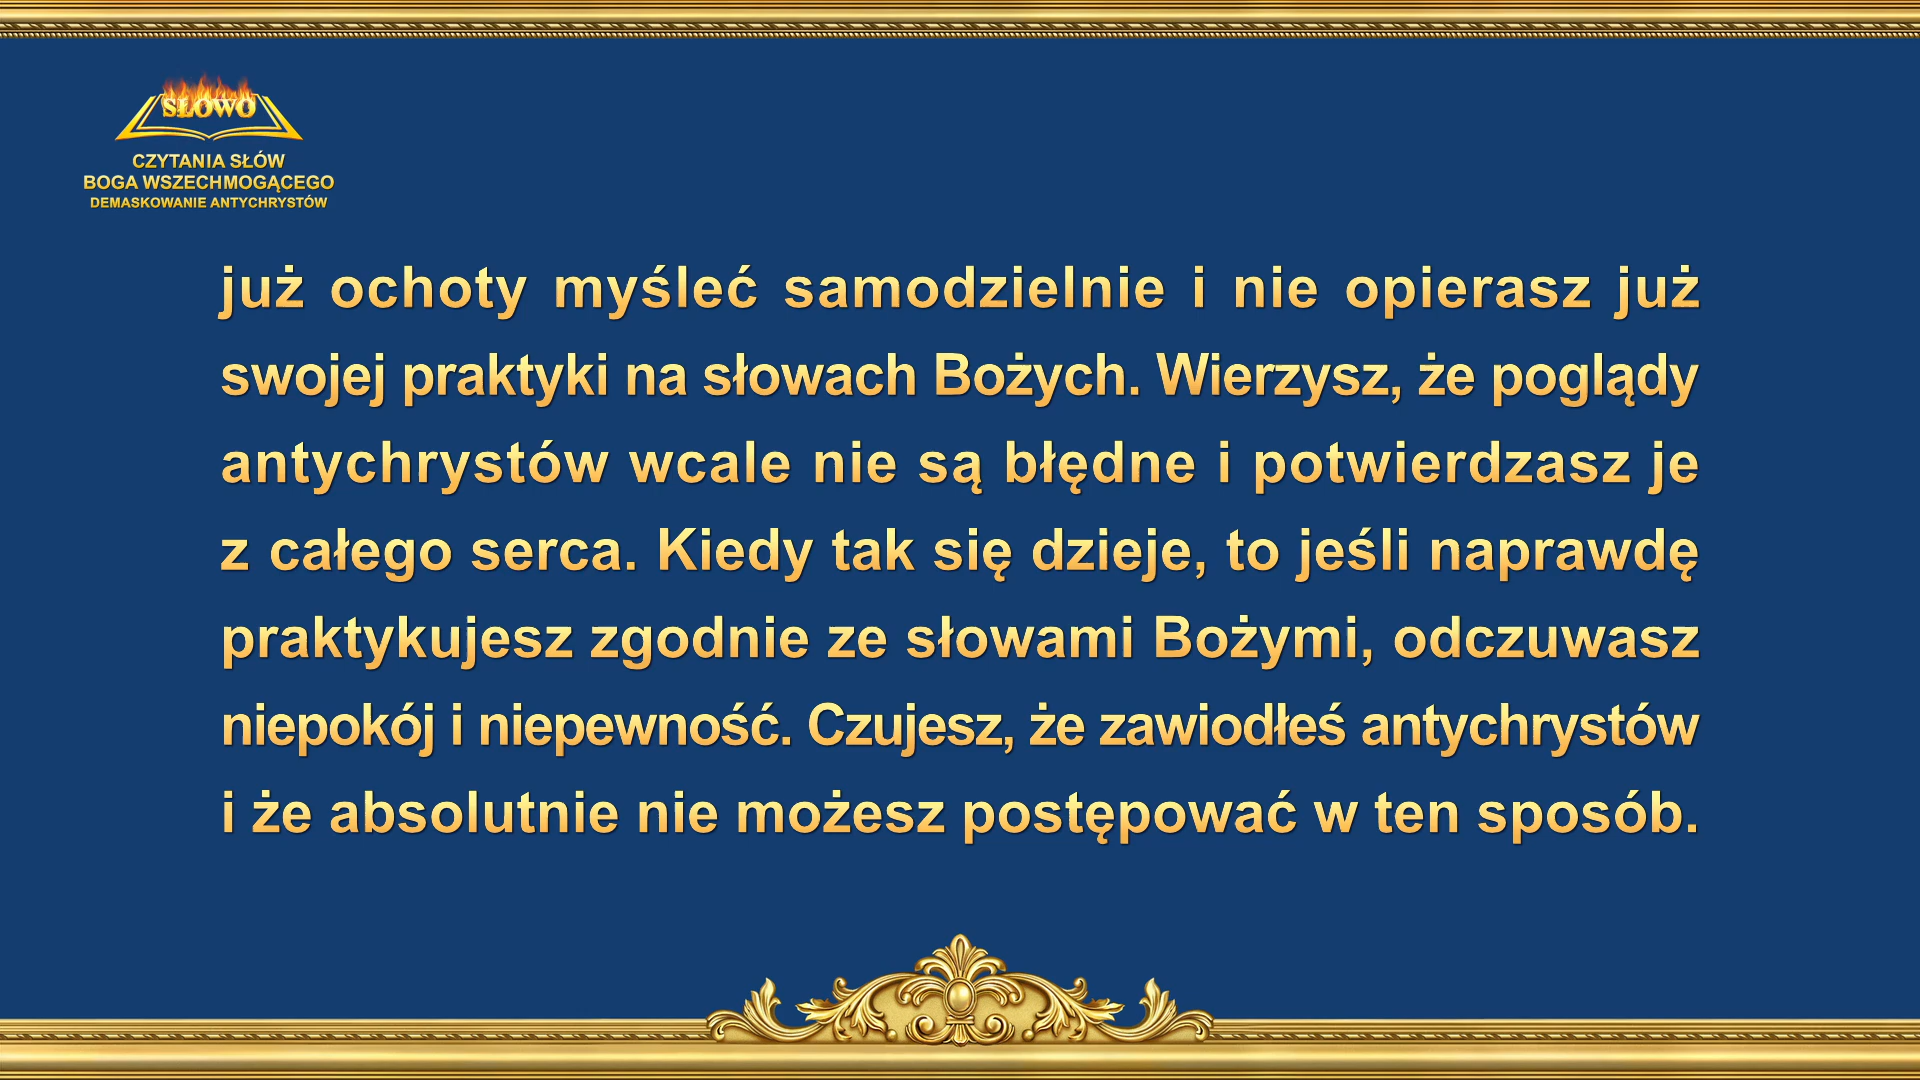 SŁOWO
CZYTANIA SŁÓW
BOGA WSZECHMOGĄCEGO
DEMASKOWANIE ANTYCHRYSTÓW
już ochoty myśleć samodzielnie i nie opierasz już
swojej praktyki na słowach Bożych. Wierzysz, że poglądy
antychrystów wcale nie są błędne i potwierdzasz je
z całego serca. Kiedy tak się dzieje, to jeśli naprawdę
praktykujesz zgodnie ze słowami Bożymi, odczuwasz
niepokój i niepewność. Czujesz, że zawiodłeś antychrystów
i że absolutnie nie możesz postępować w ten sposób.